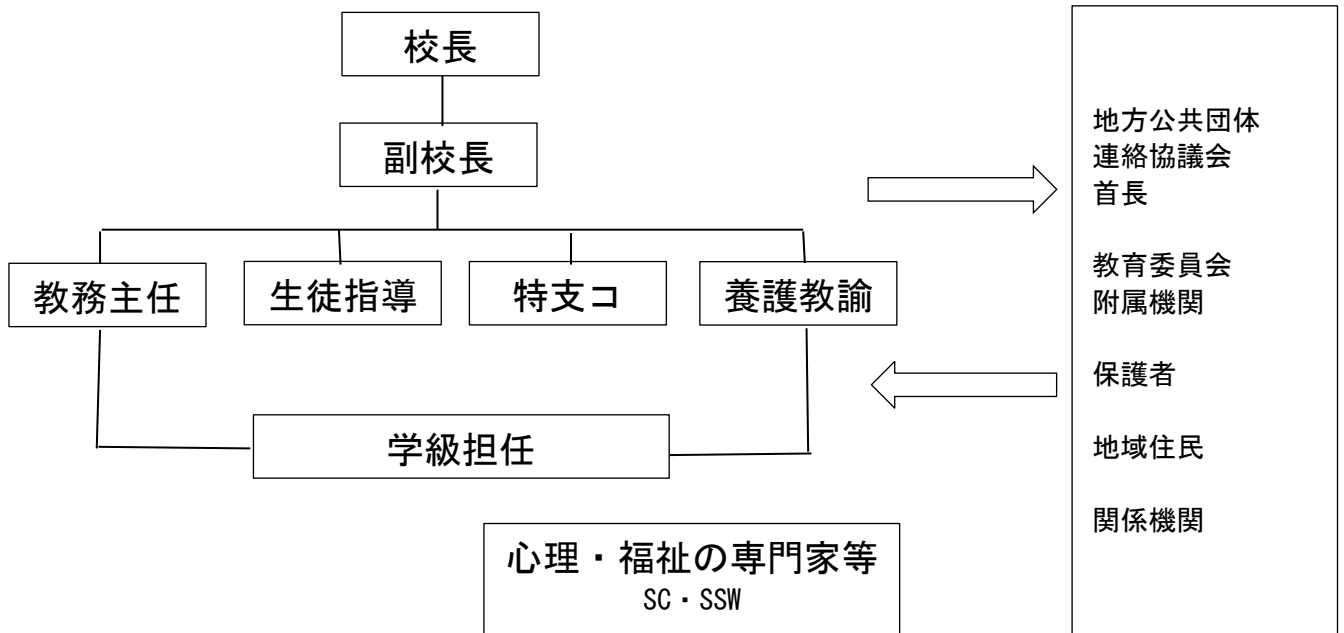 校長
副校長
教務主任
生徒指導
特支コ
養護教諭
学級担任
心理・福祉の専門家等
SC・SSW
地方公共団体
連絡協議会
首長
教育委員会
附属機関
保護者
地域住民
関係機関